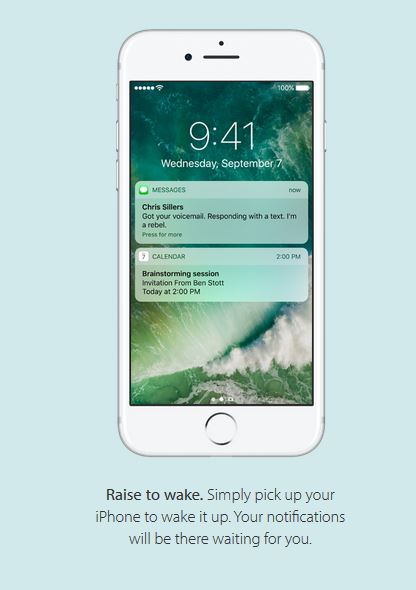 100%
9:41
Wednesday, September 7
MESSAGES now
Chris Sillers
Got your voicemail. Responding with a text. I'm
a rebel.
Press for more
7 CALENDAR 2:00 PM
Brainstorming session
Invitation From Ben Stott
Today at 2:00 PM
Raise to wake. Simply pick up your
iPhone to wake it up. Your notifications
will be there waiting for you.